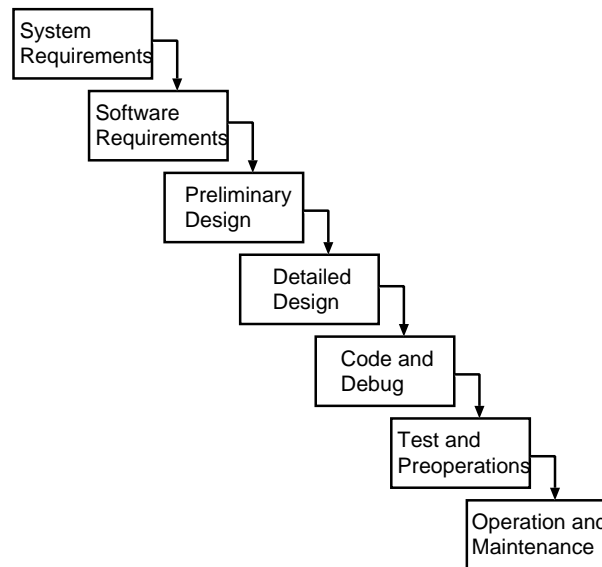 System
Requirements
Software
Requirements
Preliminary
Design
Detailed
Design
Code and
Debug
Test and
Preoperations
Operation and
Maintenance